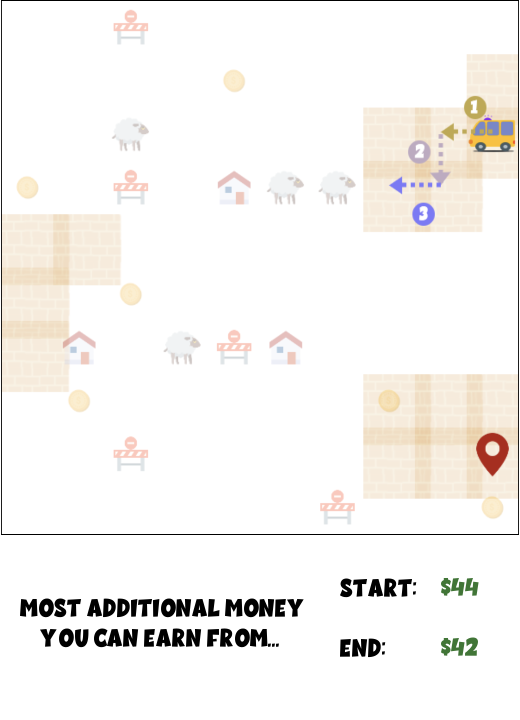 1
2
3
MOST ADDITIONAL MONEY
YOU CAN EARN FROM...
START: $44
END: $42